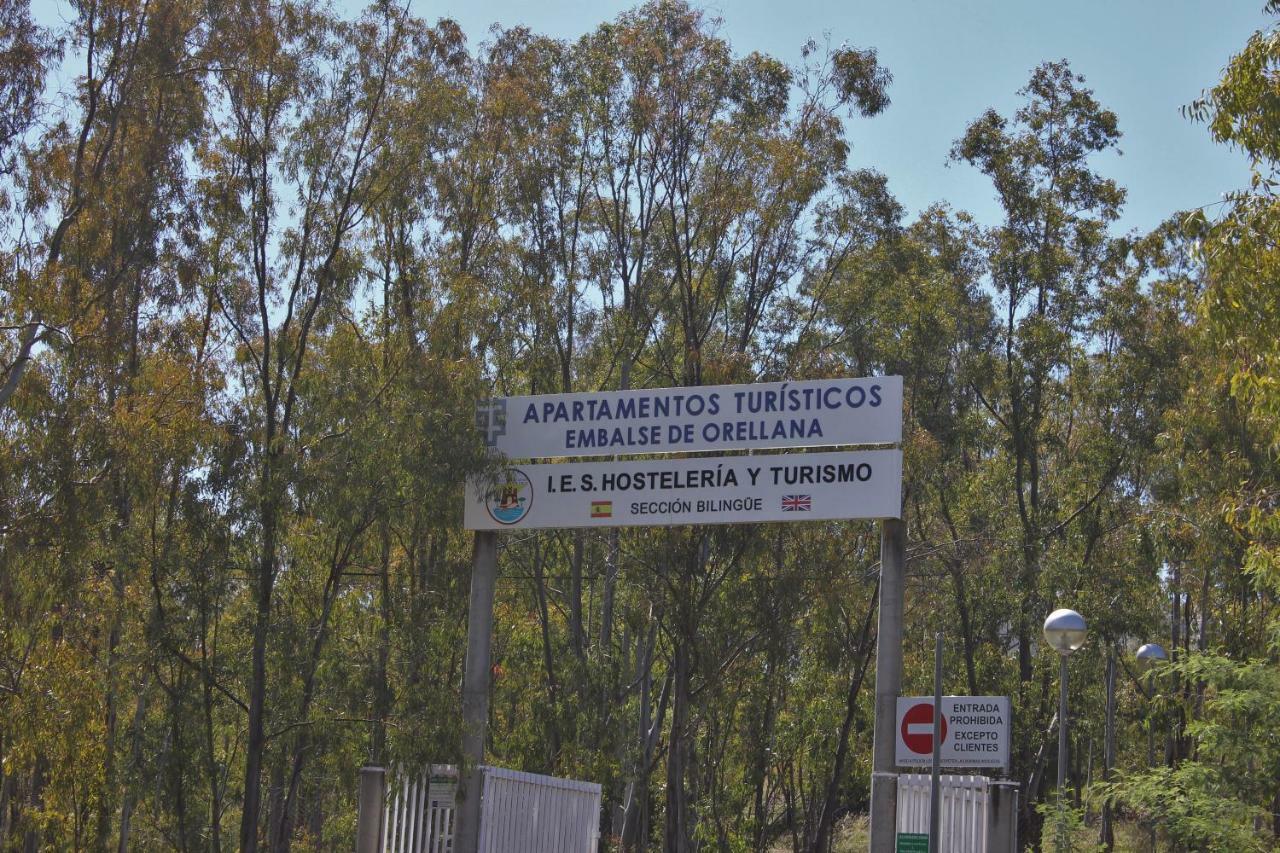 APARTAMENTOS TURÍSTICOS
EMBALSE DE ORELLANA
I.E.S. HOSTELERÍA Y TURISMO
SECCIÓN BILINGÜE
ENTRADA
PROHIBIDA
EXCEPTO
CLIENTES